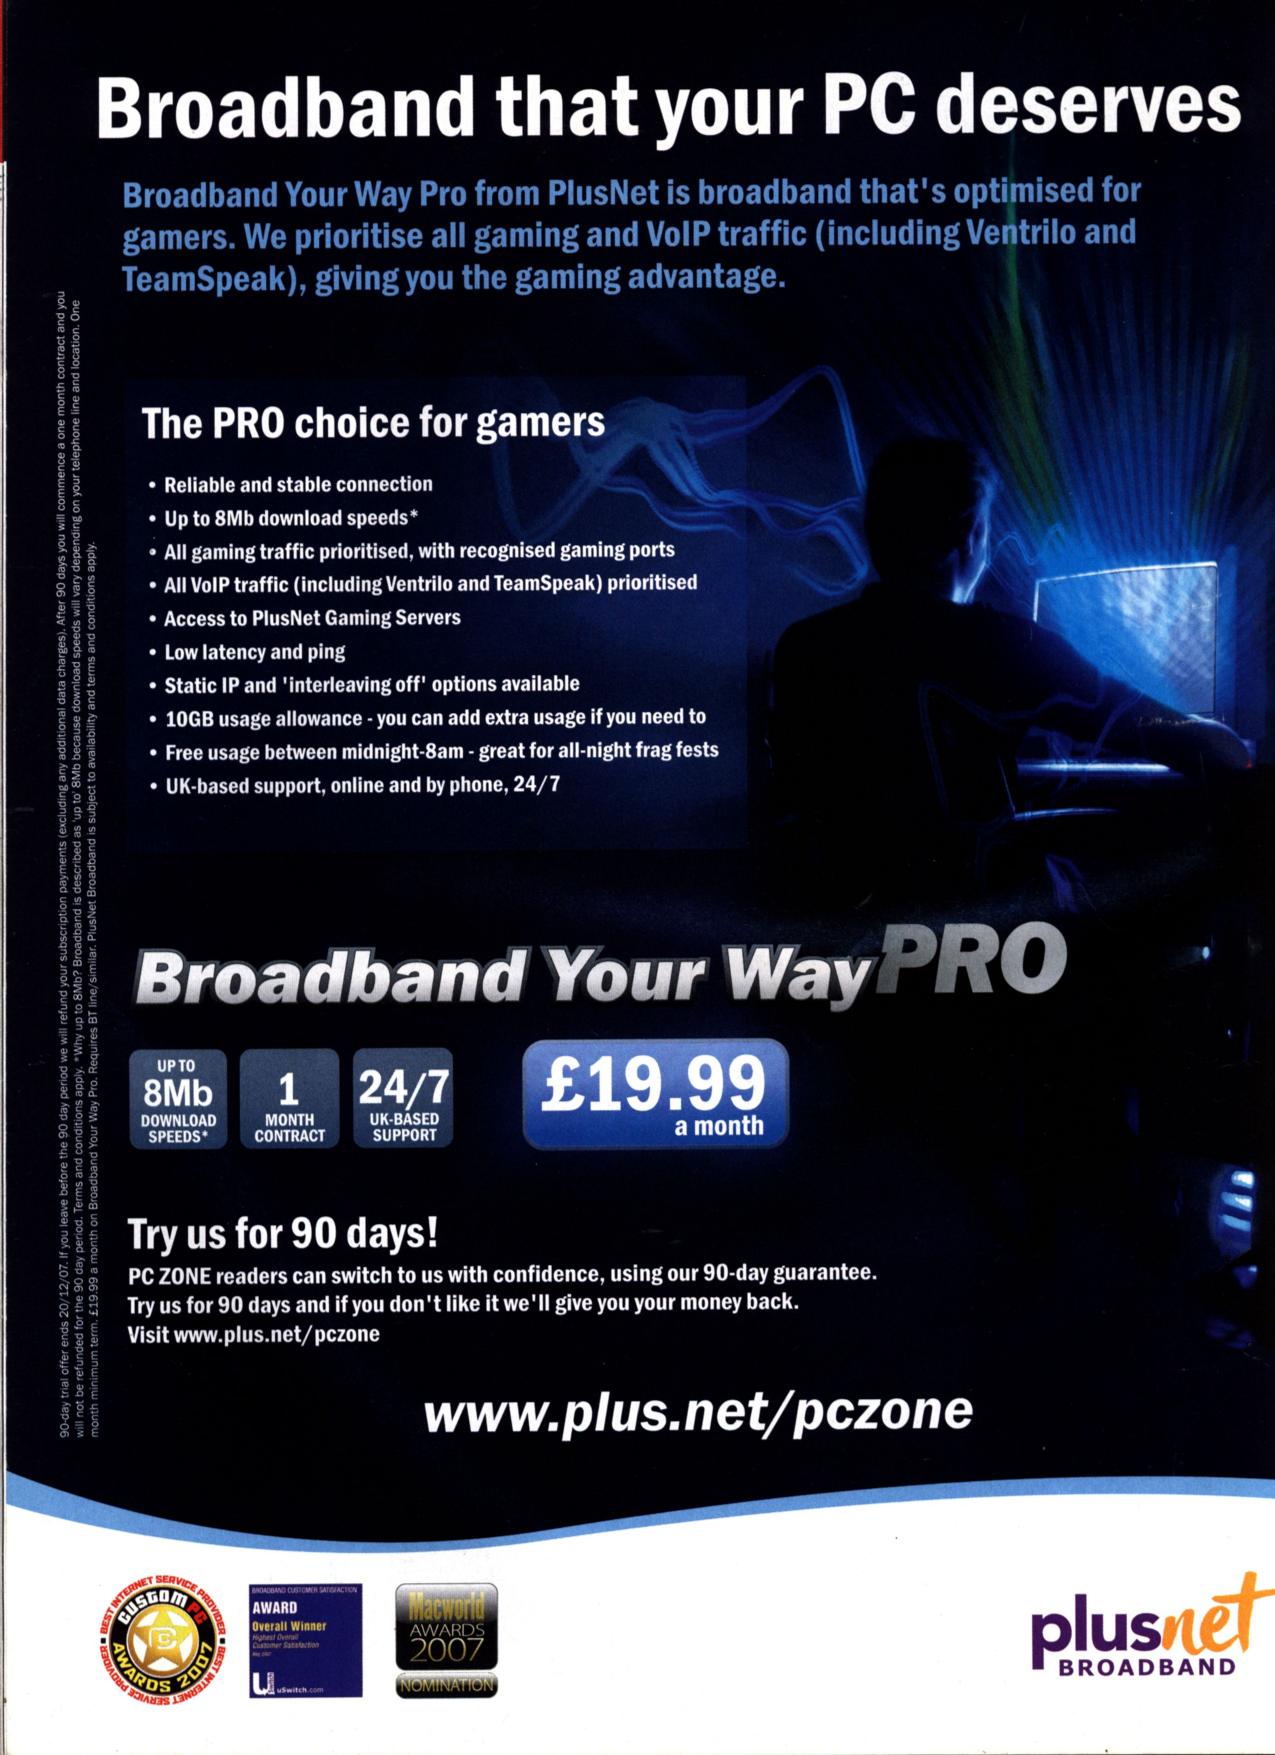 Broadband that your PC deserves
Broadband Your Way Pro from PlusNet is broadband that's optimised for
gamers. We prioritise all gaming and VoIP traffic (including Ventrilo and
TeamSpeak), giving you the gaming advantage.
The PRO choice for gamers
• Reliable and stable connection
• Up to 8Mb download speeds*
• All gaming traffic prioritised, with recognised gaming ports
• All VoIP traffic (including Ventrilo and TeamSpeak) prioritised
• Access to PlusNet Gaming Servers
• Low latency and ping
• Static IP and 'interleaving off' options available
• 10GB usage allowance - you can add extra usage if you need to
• Free usage between midnight-8am - great for all-night frag fests
• UK-based support, online and by phone, 24/7
Broadband Your Way PRO
UP TO
8Mb
DOWNLOAD
SPEEDS*
1
MONTH
CONTRACT
24/7
UK-BASED
SUPPORT
£19.99
a month
Try us for 90 days!
PC ZONE readers can switch to us with confidence, using our 90-day guarantee.
Try us for 90 days and if you don't like it we'll give you your money back.
Visit www.plus.net/pczone
www.plus.net/pczone
90-day trial offer ends 20/12/07. If you leave before the 90 day period we will refund your subscription payments (excluding any additional data charges). After 90 days you will commence a one month contract and you
will not be refunded for the 90 day period. Terms and conditions apply. *Why up to 8Mb? Broadband is described as 'up to' 8Mb because download speeds will vary depending on your telephone line and location. One
month minimum term. £19.99 a month on Broadband Your Way Pro. Requires BT line/similar. PlusNet Broadband is subject to availability and terms and conditions apply.
BEST INTERNET SERVICE PROVIDER • BEST INTERNET SERVICE PROVIDER •
CUSTOM PC
AWARDS 2007
BROADBAND CUSTOMER SATISFACTION
AWARD
Overall Winner
Highest Overall
Customer Satisfaction
May 2007
uSwitch.com
Macworld
AWARDS
2007
NOMINATION
plusnet
BROADBAND